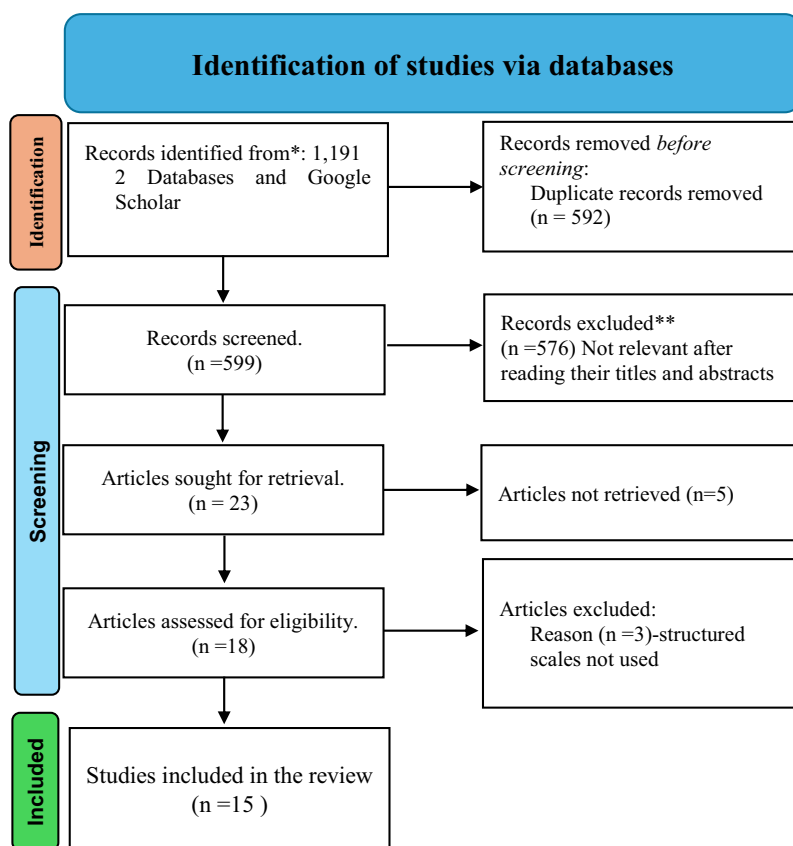 Identification of studies via databases
Identification
Records identified from*: 1,191
2 Databases and Google
Scholar
Records removed before
screening:
Duplicate records removed
(n = 592)
Screening
Records screened.
(n =599)
Records excluded**
(n =576) Not relevant after
reading their titles and abstracts
Articles sought for retrieval.
(n = 23)
Articles not retrieved (n=5)
Articles assessed for eligibility.
(n =18)
Articles excluded:
Reason (n =3)-structured
scales not used
Included
Studies included in the review
(n =15 )